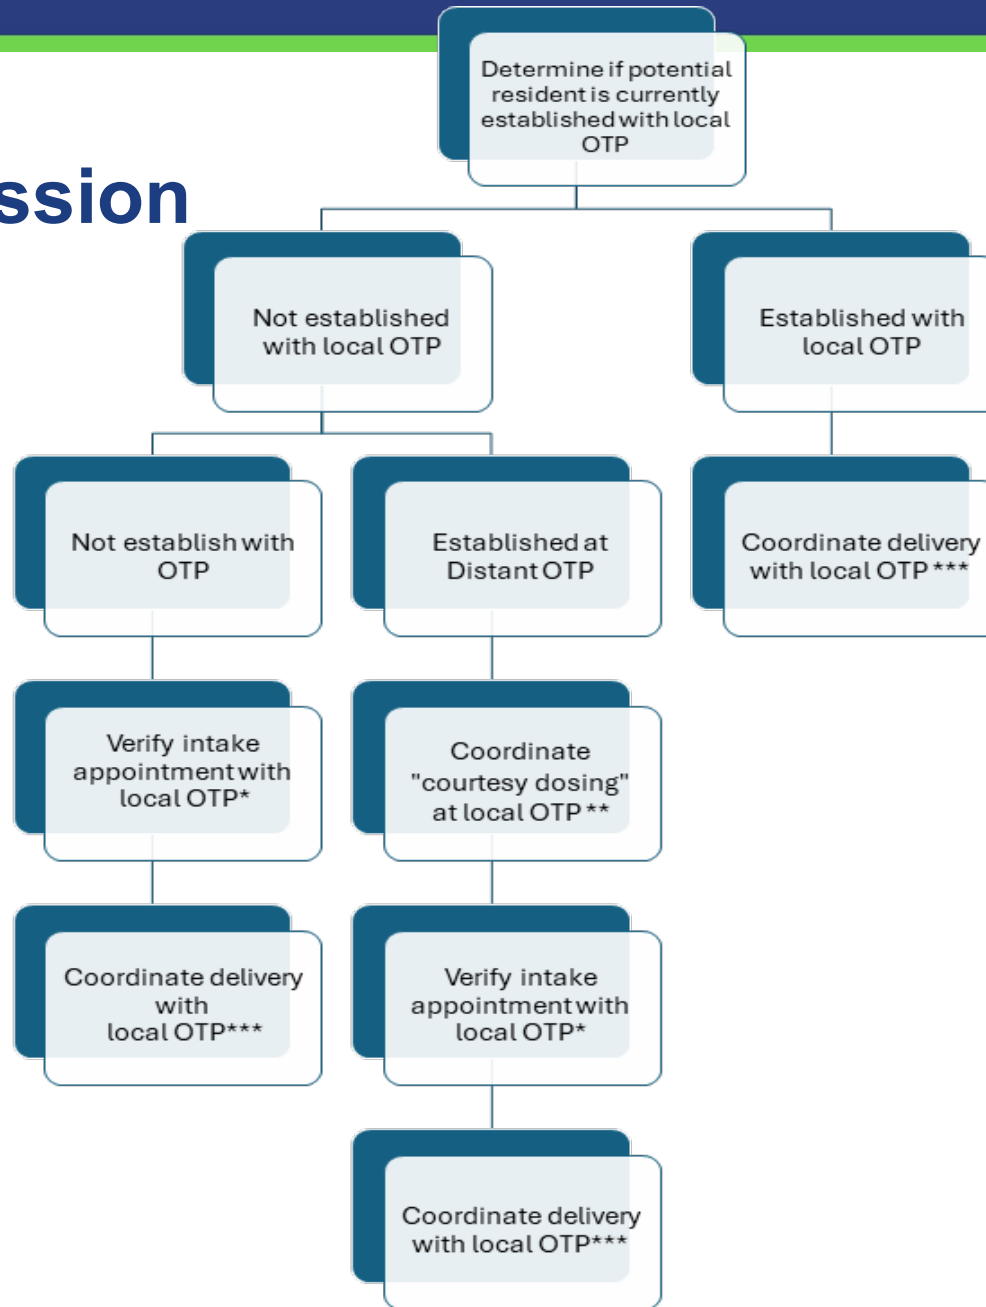 Determine if potential
resident is currently
established with local
OTP
ssion
Not established
with local OTP
Established with
local OTP
Not establish with
OTP
Established at
Distant OTP
Coordinate delivery
with local OTP ***
Verify intake
appointment with
local OTP*
Coordinate
"courtesy dosing"
at local OTP **
Coordinate delivery
with
local OTP***
Verify intake
appointment with
local OTP*
Coordinate delivery
with local OTP***